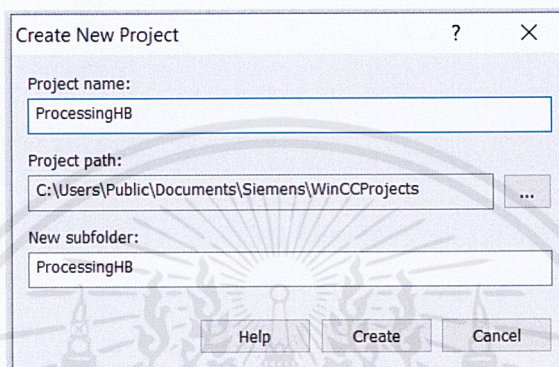 Create New Project ? ×
Project name:
ProcessingHB
Project path:
C:\Users\Public\Documents\Siemens\WinCCProjects ...
New subfolder:
ProcessingHB
Help Create Cancel